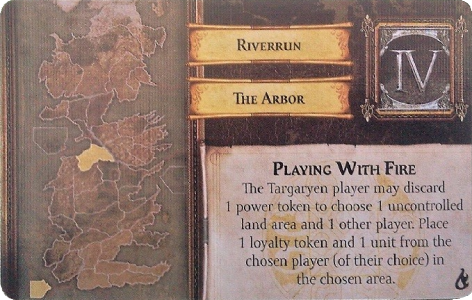 Riverrun
The Arbor
IV
Playing With Fire
The Targaryen player may discard
1 power token to choose 1 uncontrolled
land area and 1 other player. Place
1 loyalty token and 1 unit from the
chosen player (of their choice) in
the chosen area.